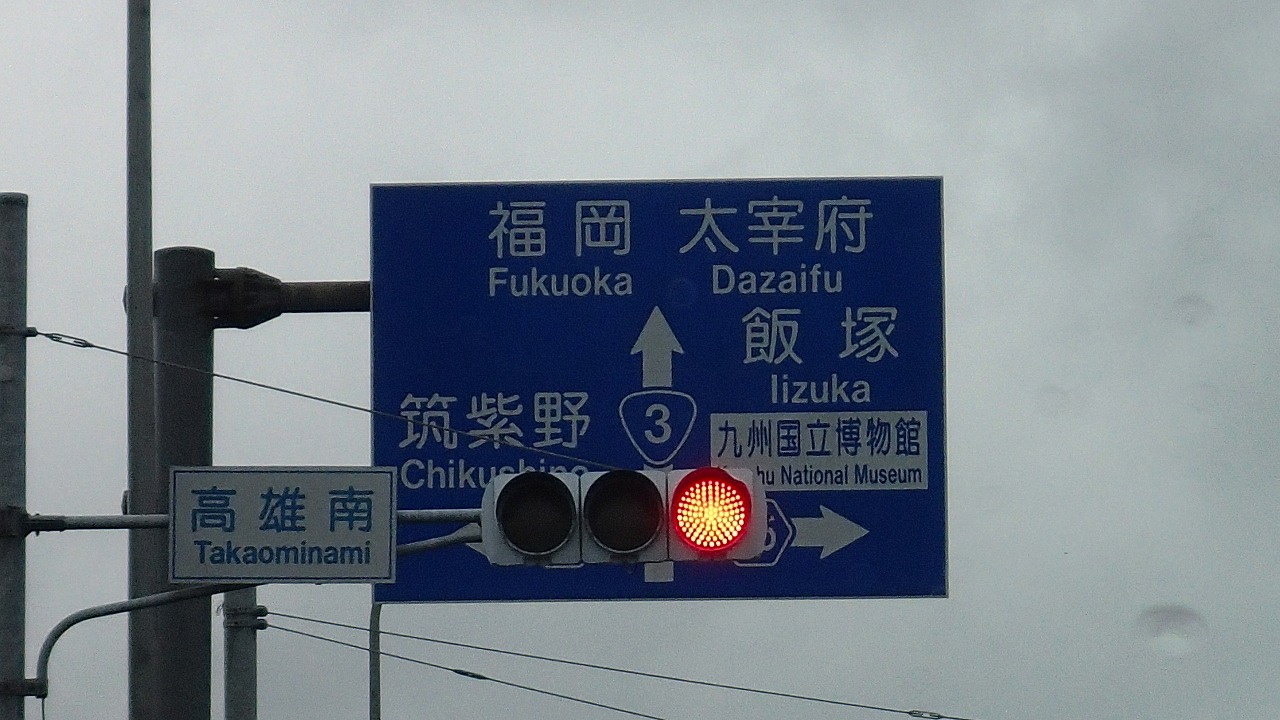 福岡 太宰府
Fukuoka Dazaifu
飯塚
Iizuka
筑紫野
Chikushino
3
九州国立博物館
National Museum
高雄南
Takaominami